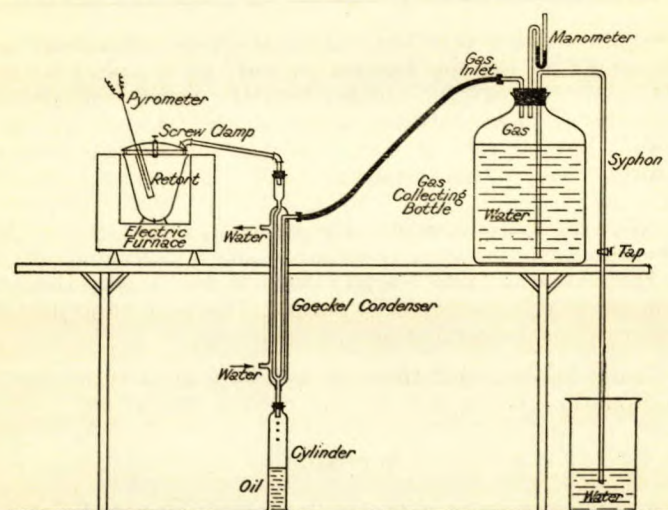 Manometer
Gas
Inlet
Pyrometer
Screw Clamp
Gas
Syphon
Retort
Gas
Collecting
Bottle
Water
Electric
Furnace
Water
Tap
Goeckel Condenser
Water
Cylinder
Oil
Water